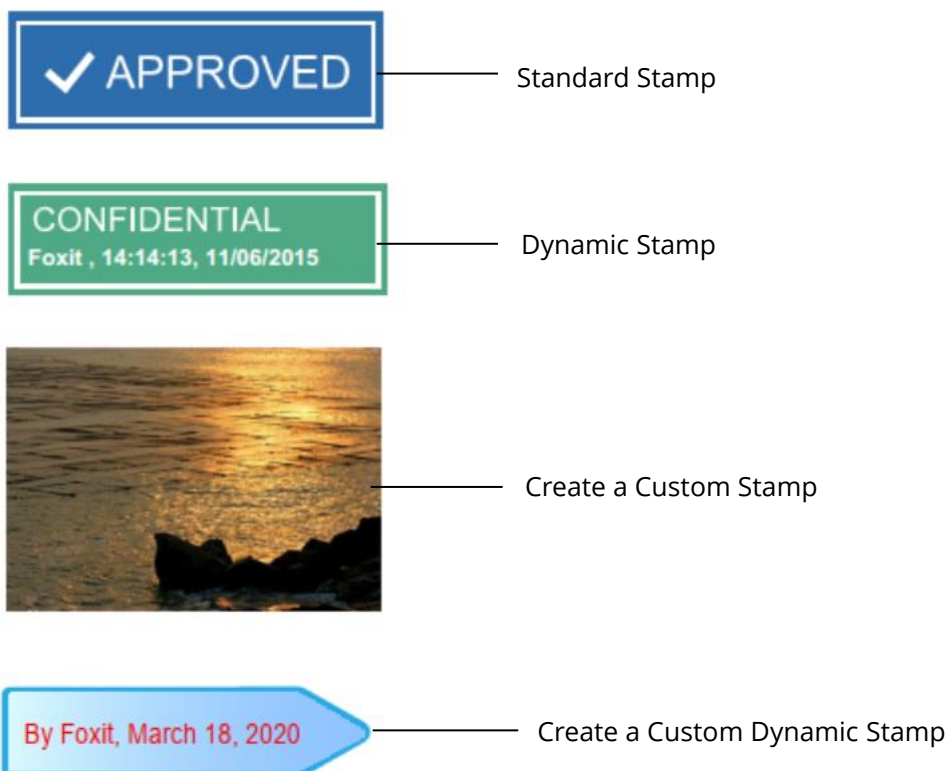 ✓ APPROVED
Standard Stamp
CONFIDENTIAL
Foxit , 14:14:13, 11/06/2015
Dynamic Stamp
Create a Custom Stamp
By Foxit, March 18, 2020
Create a Custom Dynamic Stamp